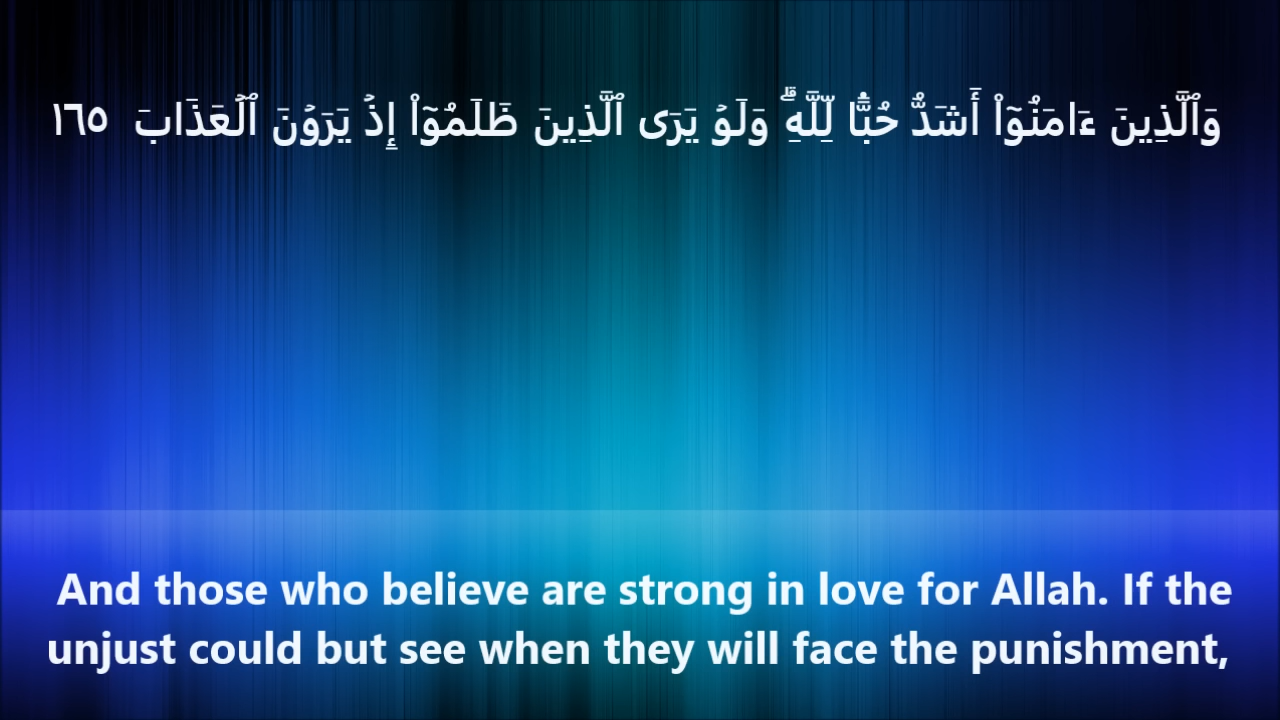 وَٱلَّذِينَ ءَامَنُوٓاْ أَشَدُّ حُبّٗا لِّلَّهِۗ وَلَوۡ يَرَى ٱلَّذِينَ ظَلَمُوٓاْ إِذۡ يَرَوۡنَ ٱلۡعَذَابَ ١٦٥
And those who believe are strong in love for Allah. If the
unjust could but see when they will face the punishment,